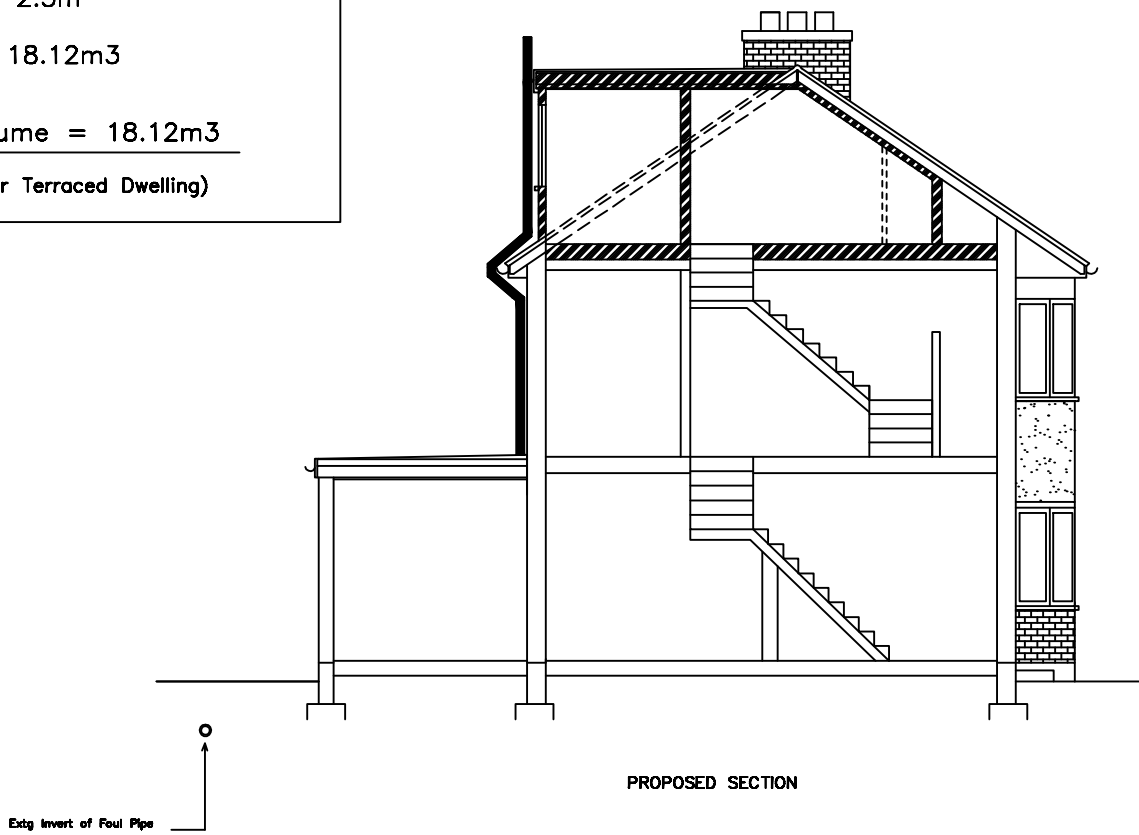 2.5m
18.12m3
ume = 18.12m3
r Terraced Dwelling)
PROPOSED SECTION
Extg Invert of Foul Pipe